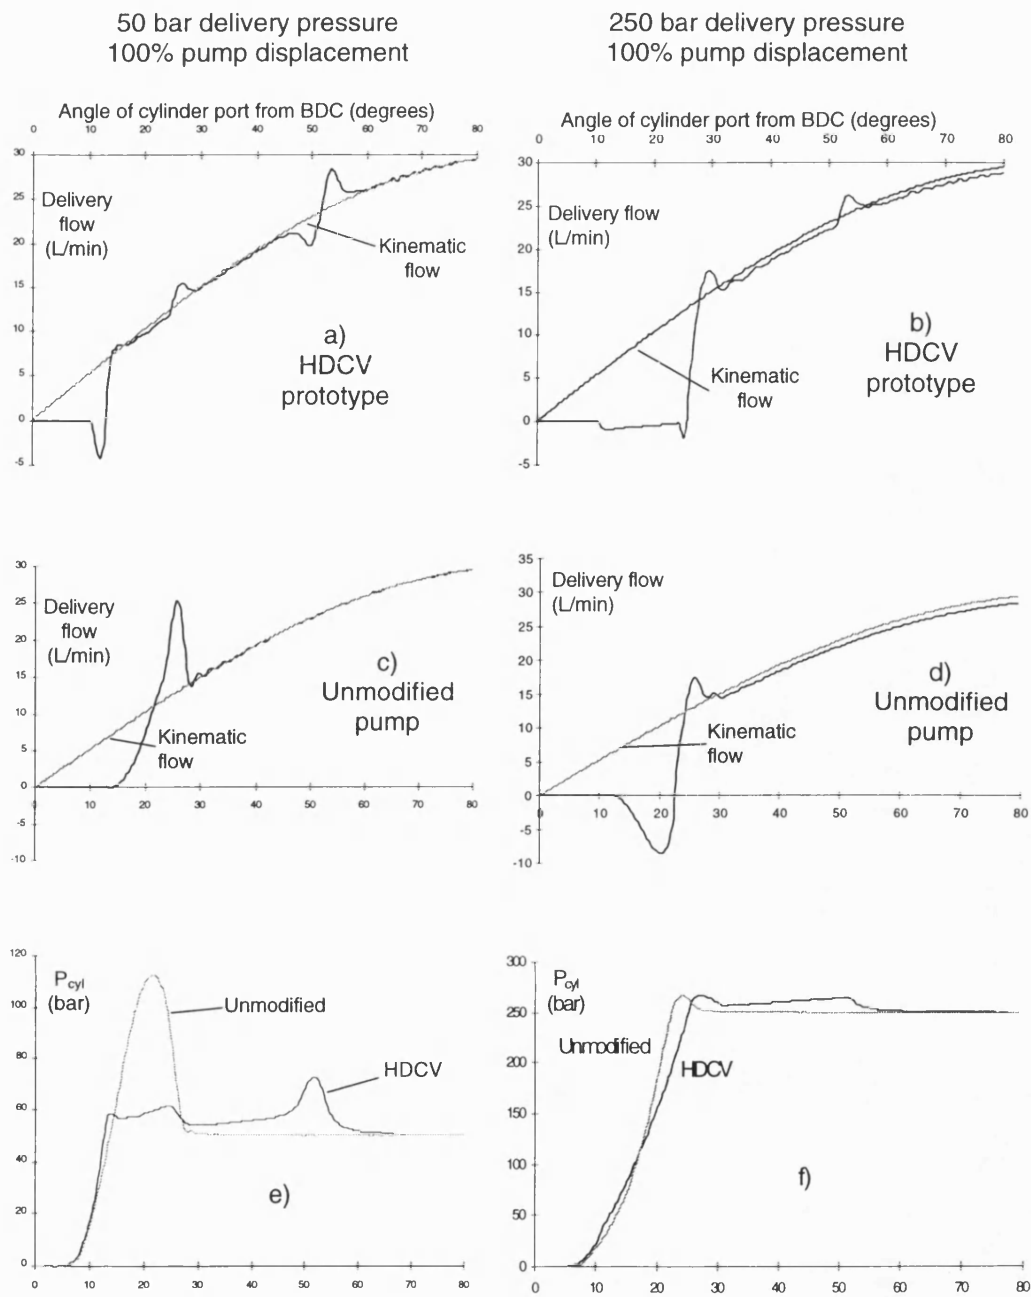 50 bar delivery pressure
100% pump displacement
250 bar delivery pressure
100% pump displacement
Angle of cylinder port from BDC (degrees)
0 10 20 30 40 50 60 70 80
30
25
20
15
10
5
0
-5
Delivery
flow
(L/min)
Kinematic
flow
a)
HDCV
prototype
Angle of cylinder port from BDC (degrees)
0 10 20 30 40 50 60 70 80
30
25
20
15
10
5
0
-5
Delivery flow
(L/min)
Kinematic
flow
b)
HDCV
prototype
30
25
20
15
10
5
0
-5
-10
Delivery
flow
(L/min)
Kinematic
flow
c)
Unmodified
pump
10 20 30 40 50 60 70 80
35
30
25
20
15
10
5
0
-5
-10
Delivery flow
(L/min)
Kinematic
flow
d)
Unmodified
pump
10 20 30 40 50 60 70 80
120
100
80
60
40
20
0
Pcyl
(bar)
Unmodified
HDCV
e)
0 10 20 30 40 50 60 70 80
300
250
200
150
100
50
0
Pcyl
(bar)
Unmodified
HDCV
f)
0 10 20 30 40 50 60 70 80